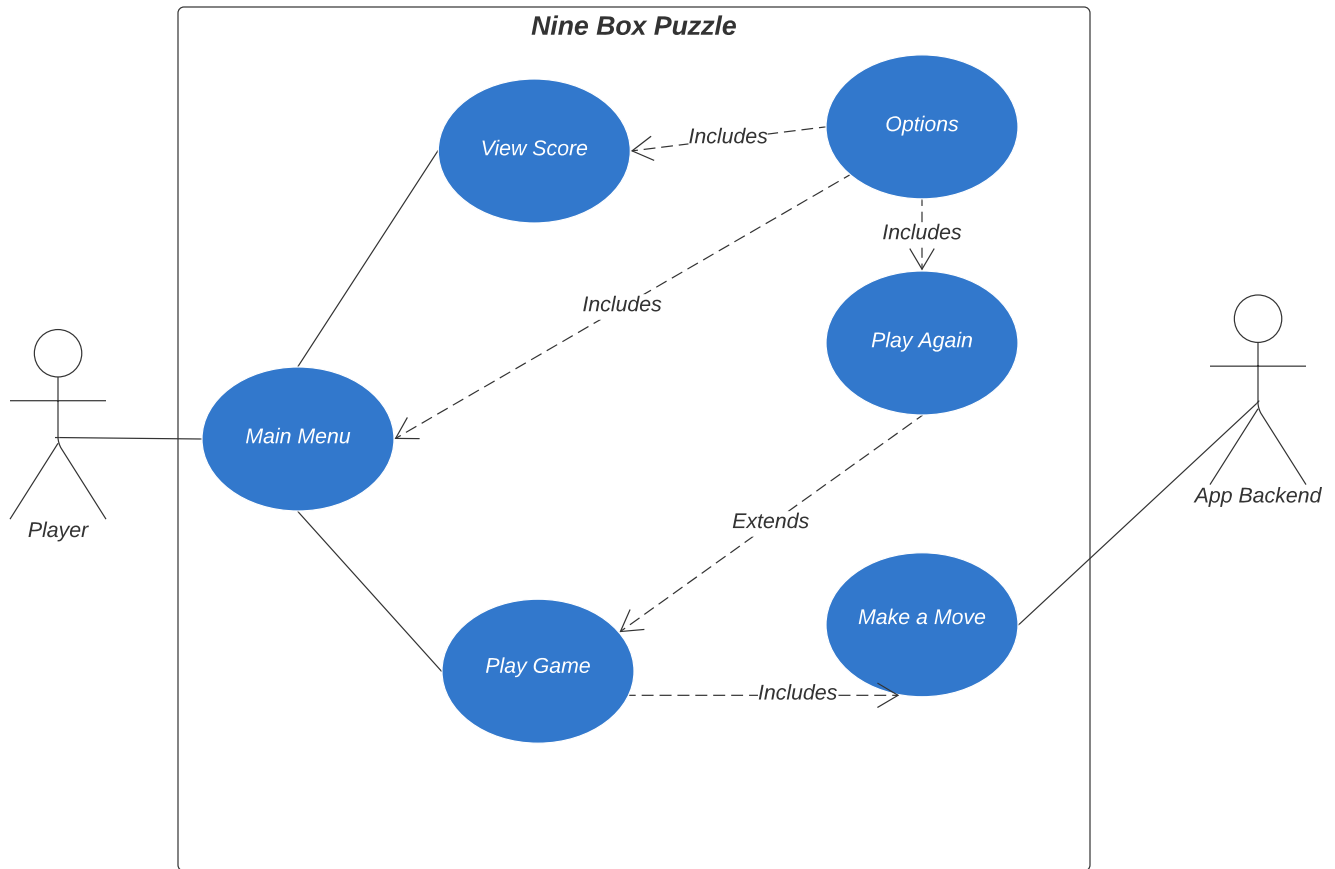 Nine Box Puzzle
View Score
Includes
Options
Includes
Includes
Play Again
Main Menu
Player
App Backend
Extends
Make a Move
Play Game
Includes